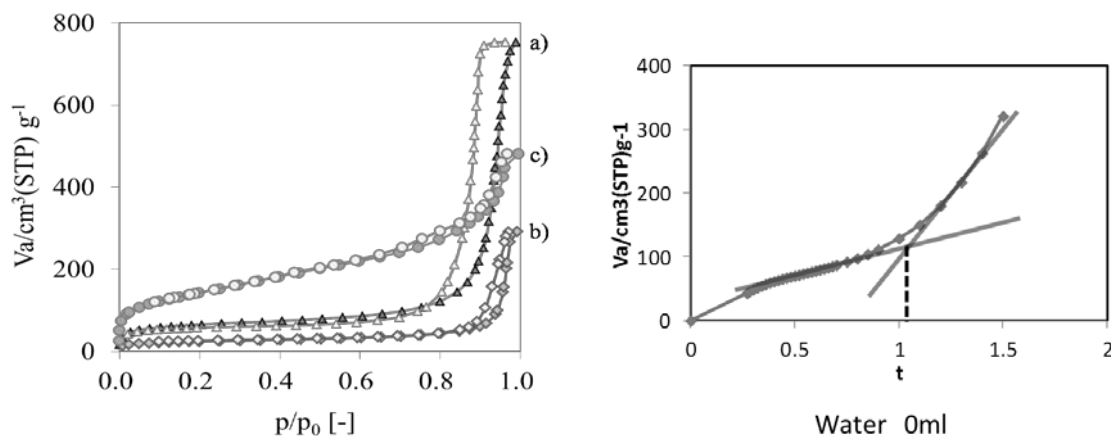 800
600
400
200
0
a)
c)
b)
Va/cm³(STP) g⁻¹
0.0 0.2 0.4 0.6 0.8 1.0
p/p₀ [-]
400
300
200
100
0
Va/cm3(STP)g-1
0 0.5 1 1.5 2
t
Water 0ml